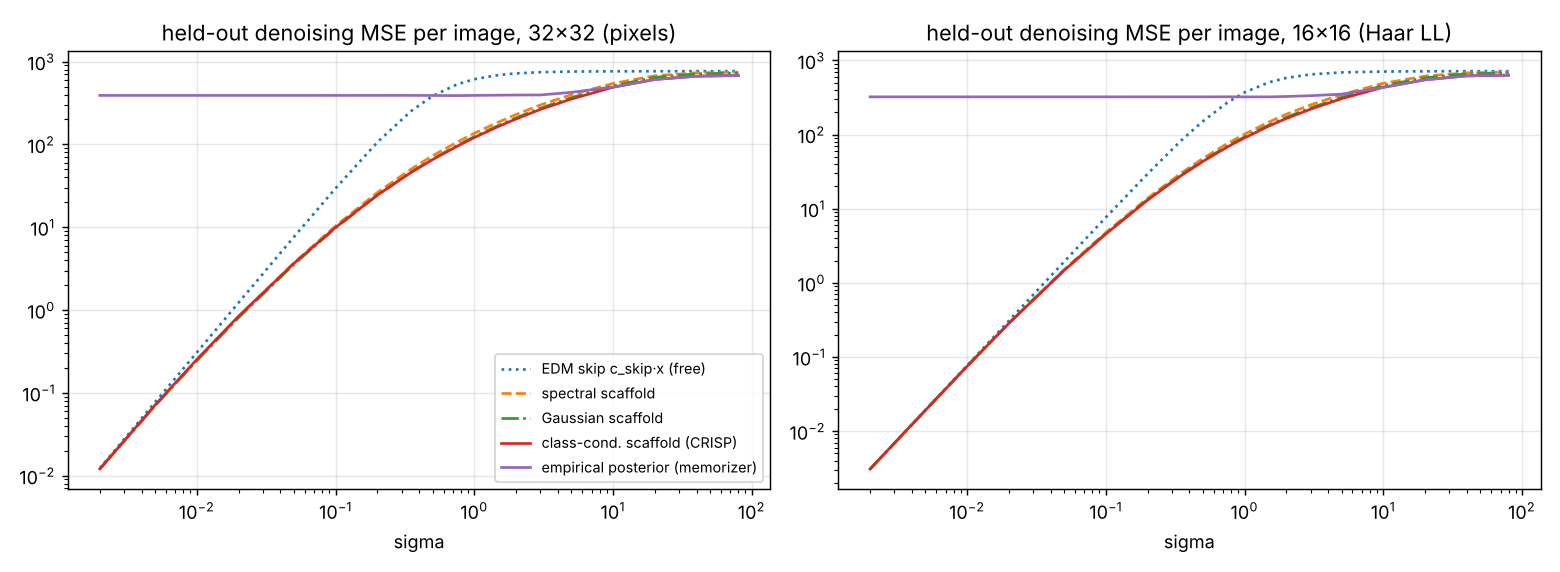 held-out denoising MSE per image, 32×32 (pixels)
10³
10²
10¹
10⁰
10⁻¹
10⁻²
EDM skip c_skip·x (free)
spectral scaffold
Gaussian scaffold
class-cond. scaffold (CRISP)
empirical posterior (memorizer)
10⁻² 10⁻¹ 10⁰ 10¹ 10²
sigma
held-out denoising MSE per image, 16×16 (Haar LL)
10³
10²
10¹
10⁰
10⁻¹
10⁻²
10⁻² 10⁻¹ 10⁰ 10¹ 10²
sigma